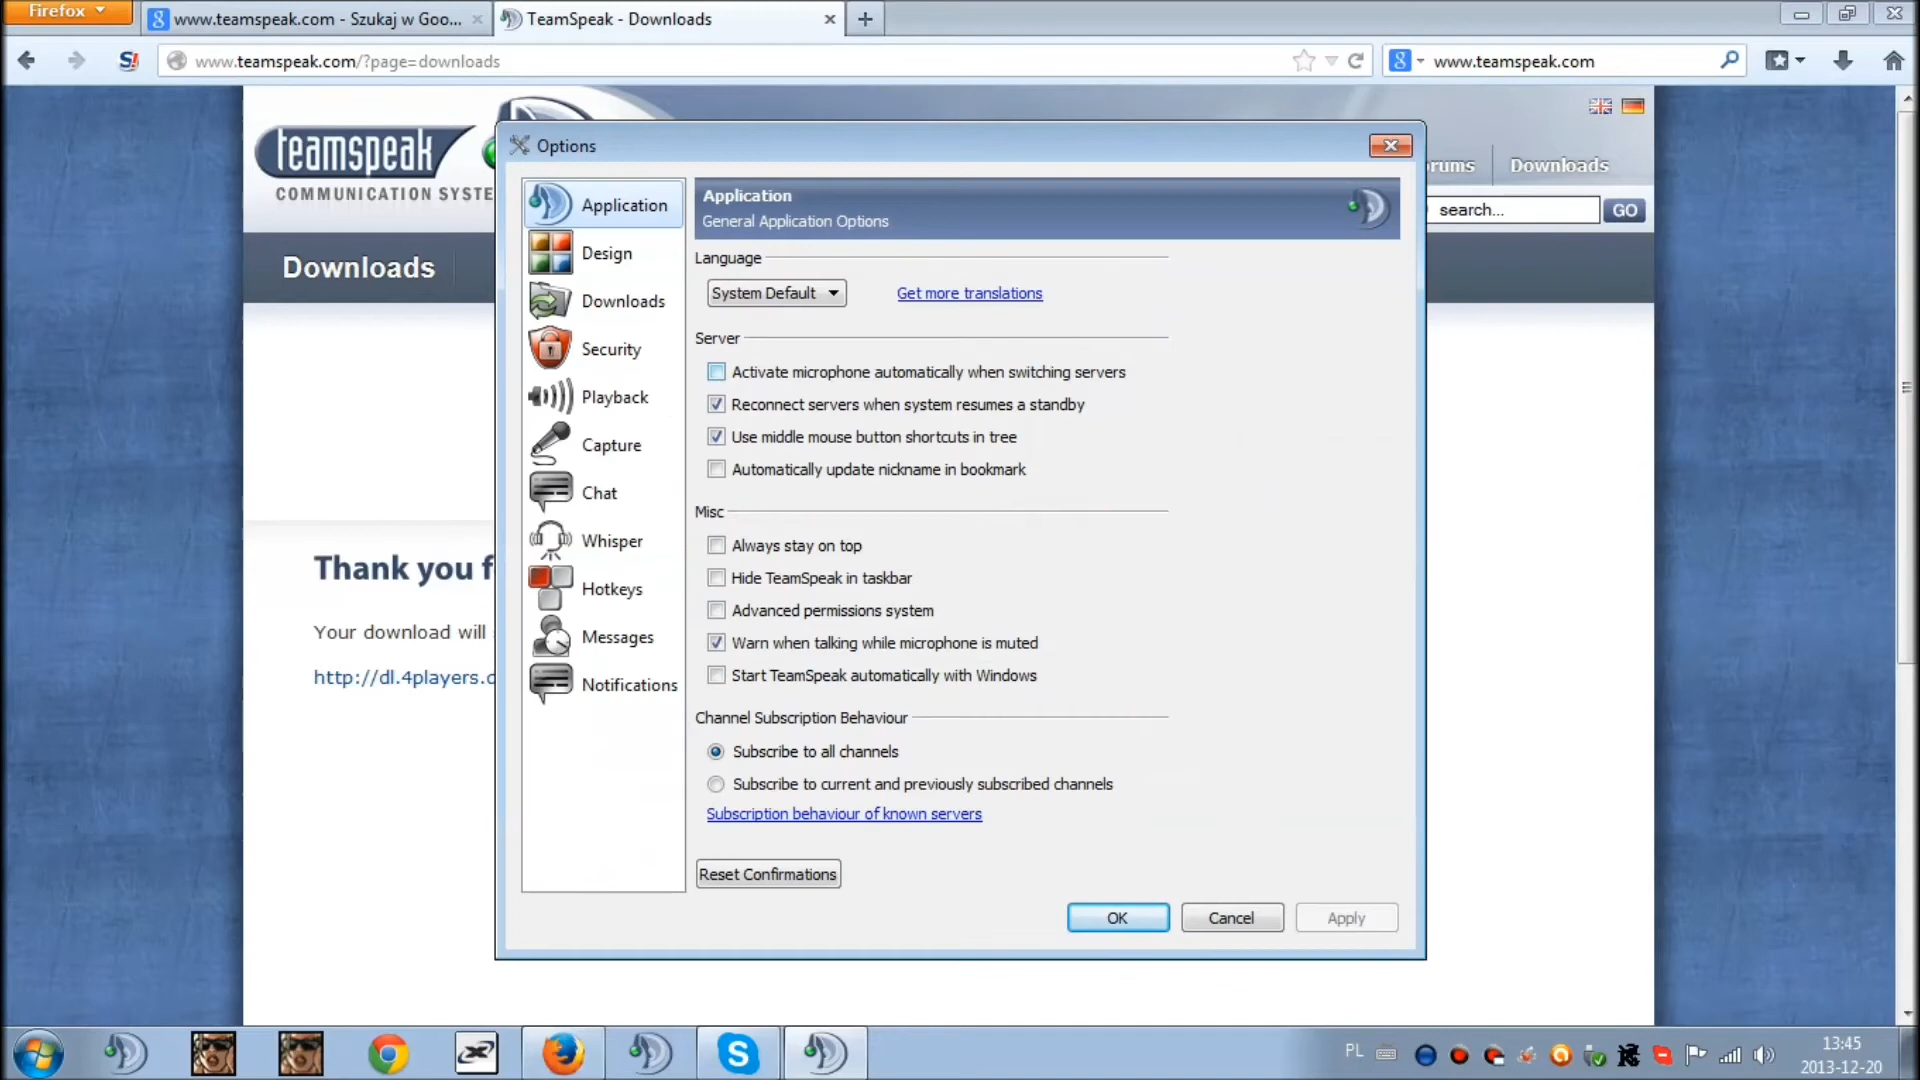 Firefox
www.teamspeak.com - Szukaj w Goo...
TeamSpeak - Downloads
www.teamspeak.com/?page=downloads
www.teamspeak.com
teamspeak
COMMUNICATION SYSTE
rums
Downloads
search...
GO
Downloads
Thank you f
Your download will
http://dl.4players.c
Options
Application
Design
Downloads
Security
Playback
Capture
Chat
Whisper
Hotkeys
Messages
Notifications
Application
General Application Options
Language
System Default
Get more translations
Server
Activate microphone automatically when switching servers
Reconnect servers when system resumes a standby
Use middle mouse button shortcuts in tree
Automatically update nickname in bookmark
Misc
Always stay on top
Hide TeamSpeak in taskbar
Advanced permissions system
Warn when talking while microphone is muted
Start TeamSpeak automatically with Windows
Channel Subscription Behaviour
Subscribe to all channels
Subscribe to current and previously subscribed channels
Subscription behaviour of known servers
Reset Confirmations
OK
Cancel
Apply
PL
13:45
2013-12-20